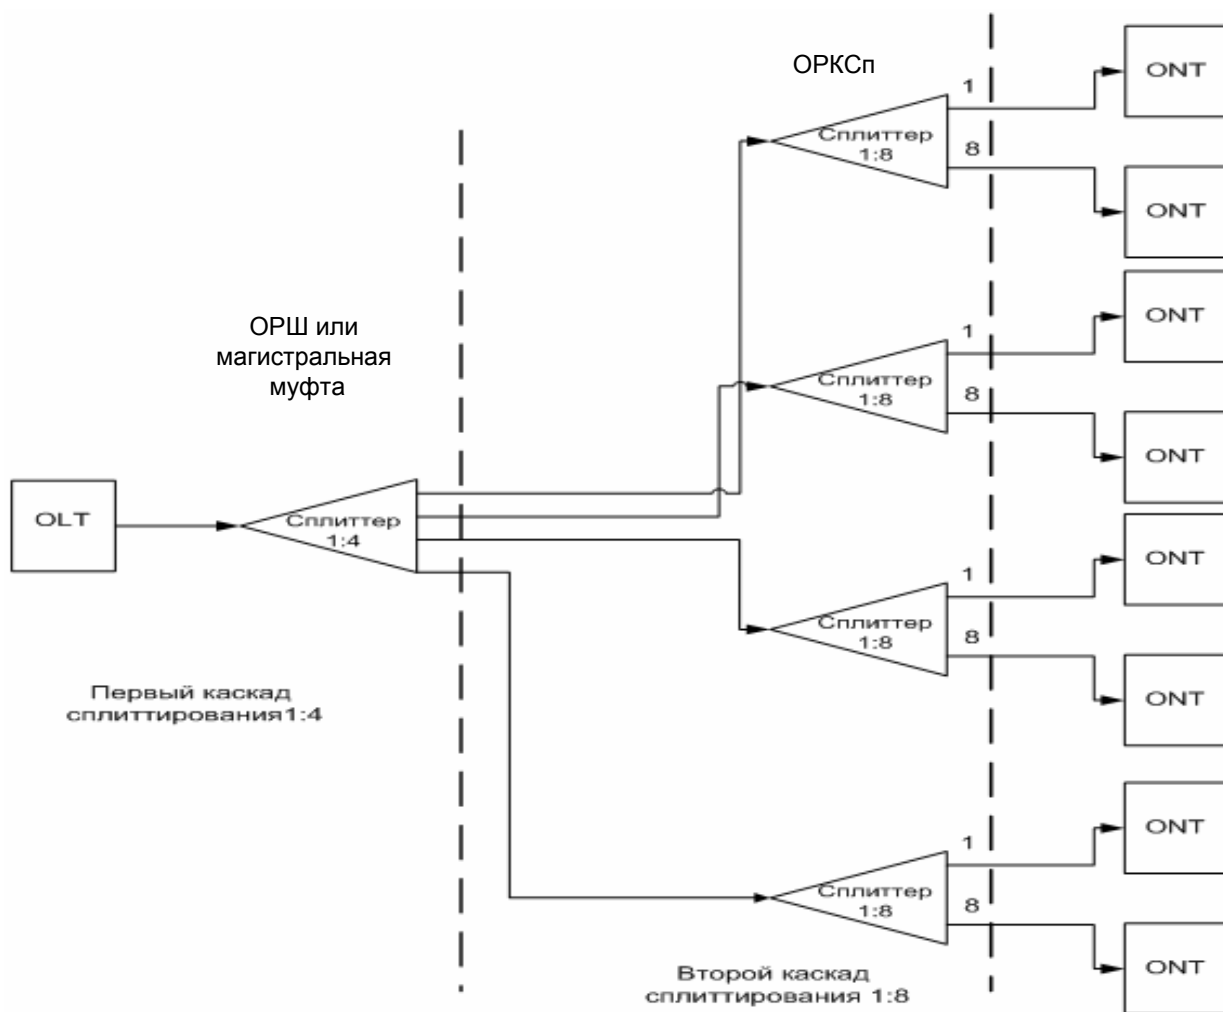 ОРКСп
ONT
1
Сплиттер
1:8
8
ONT
ONT
1
Сплиттер
1:8
8
ONT
ОРШ или
магистральная
муфта
OLT
Сплиттер
1:4
ONT
1
Сплиттер
1:8
8
ONT
Первый каскад
сплиттирования1:4
ONT
1
Сплиттер
1:8
8
ONT
Второй каскад
сплиттирования 1:8